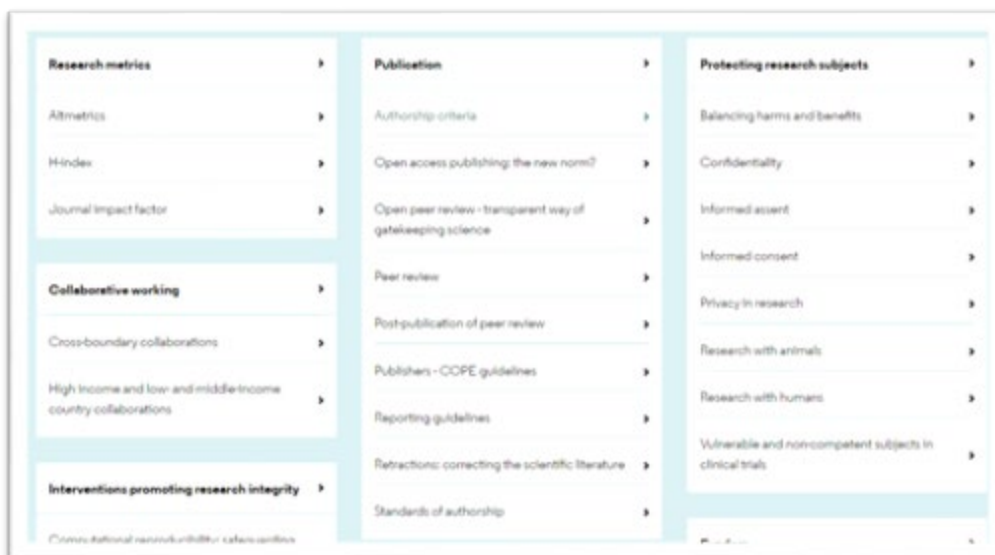 Research metrics
Altmetrics
H-index
Journal Impact factor
Collaborative working
Cross-boundary collaborations
High income and low- and middle-income
country collaborations
Interventions promoting research integrity
Computational reproducibility: safeguarding
Publication
Authorship criteria
Open access publishing: the new norm?
Open peer review - transparent way of
gatekeeping science
Peer review
Post-publication of peer review
Publishers - COPE guidelines
Reporting guidelines
Retractions: correcting the scientific literature
Standards of authorship
Protecting research subjects
Balancing harms and benefits
Confidentiality
Informed assent
Informed consent
Privacy in research
Research with animals
Research with humans
Vulnerable and non-competent subjects in
clinical trials